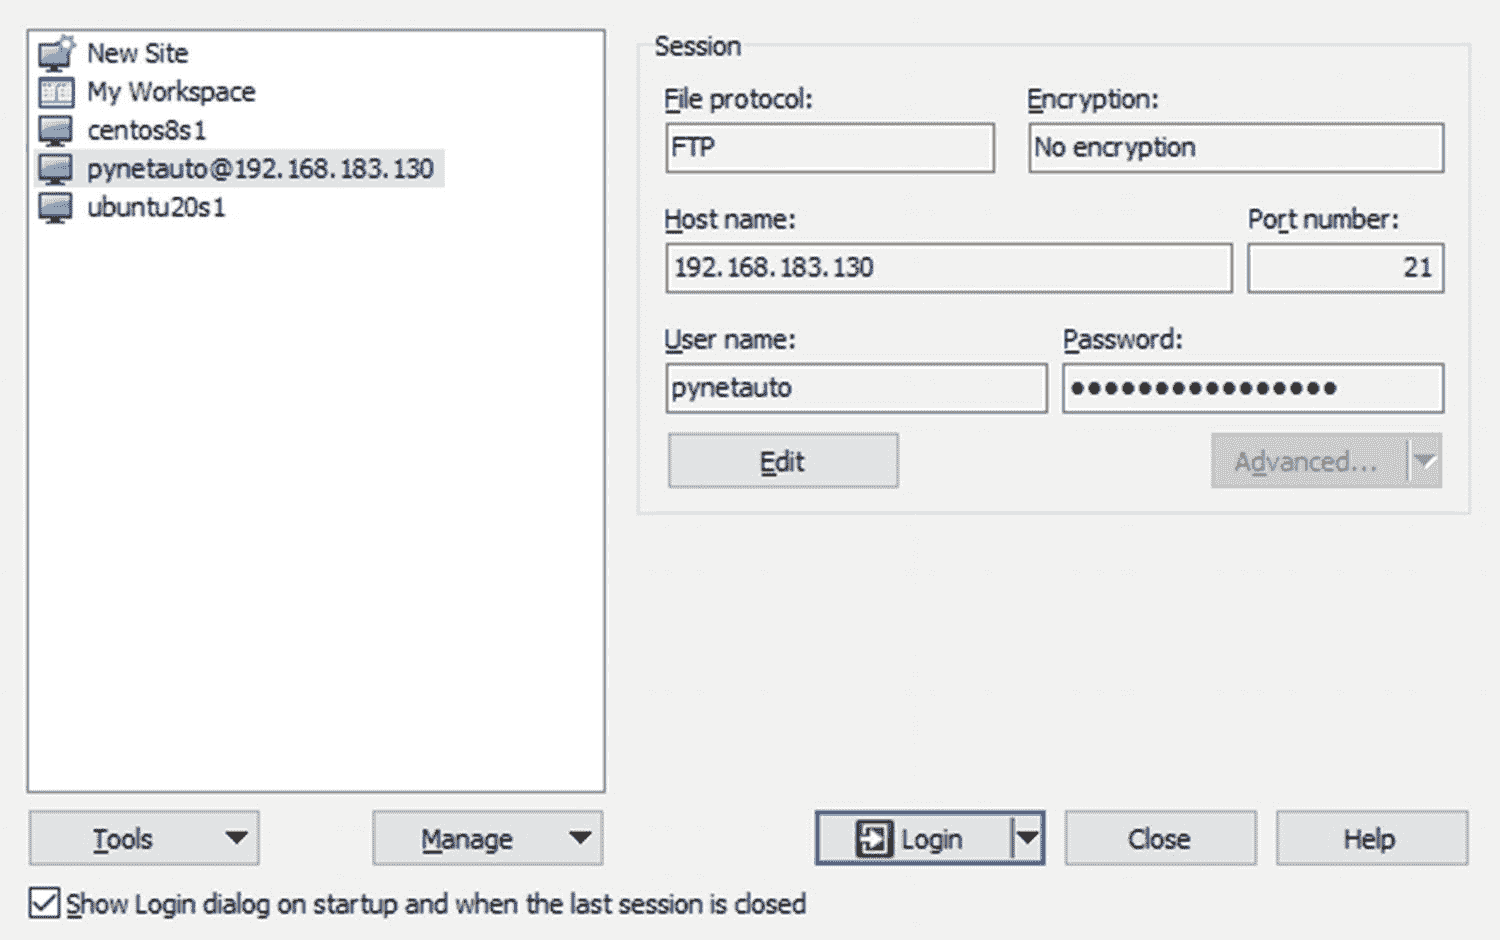 New Site
My Workspace
centos8s1
pynetauto@192.168.183.130
ubuntu20s1
Session
File protocol:
Encryption:
FTP
No encryption
Host name:
Port number:
192.168.183.130
21
User name:
Password:
pynetauto
••••••••••••••••
Edit
Advanced...
Tools
Manage
Login
Close
Help
Show Login dialog on startup and when the last session is closed